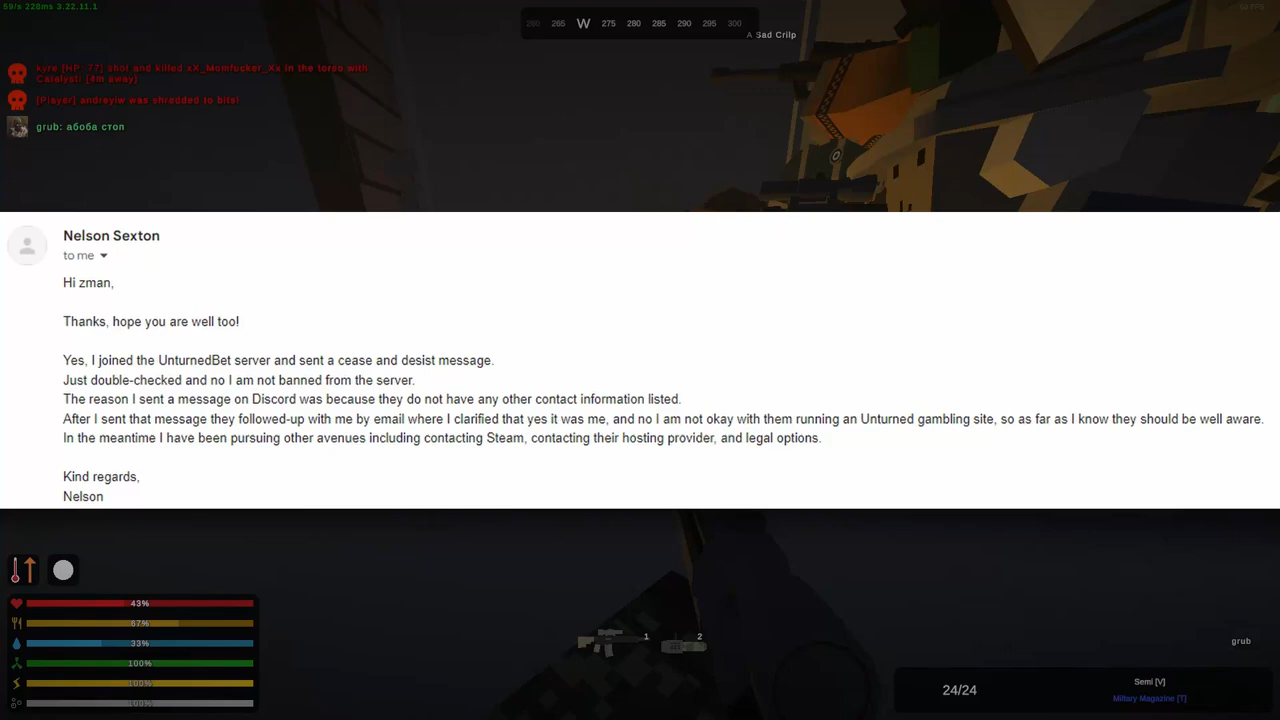 59/s 228ms 3.22.11.1
280 265 W 275 280 285 290 295 300
A Sad Crilp
kyre [HP: 77] shot and killed xX_Momfucker_Xx in the torso with
Catalyst! [#m away]
[Player] andreyiw was shredded to bits!
grub: абоба стоп
Nelson Sexton
to me
Hi zman,
Thanks, hope you are well too!
Yes, I joined the UnturnedBet server and sent a cease and desist message.
Just double-checked and no I am not banned from the server.
The reason I sent a message on Discord was because they do not have any other contact information listed.
After I sent that message they followed-up with me by email where I clarified that yes it was me, and no I am not okay with them running an Unturned gambling site, so as far as I know they should be well aware.
In the meantime I have been pursuing other avenues including contacting Steam, contacting their hosting provider, and legal options.
Kind regards,
Nelson
43%
67%
33%
100%
100%
100%
1
2
grub
24/24
Semi [V]
Military Magazine [T]